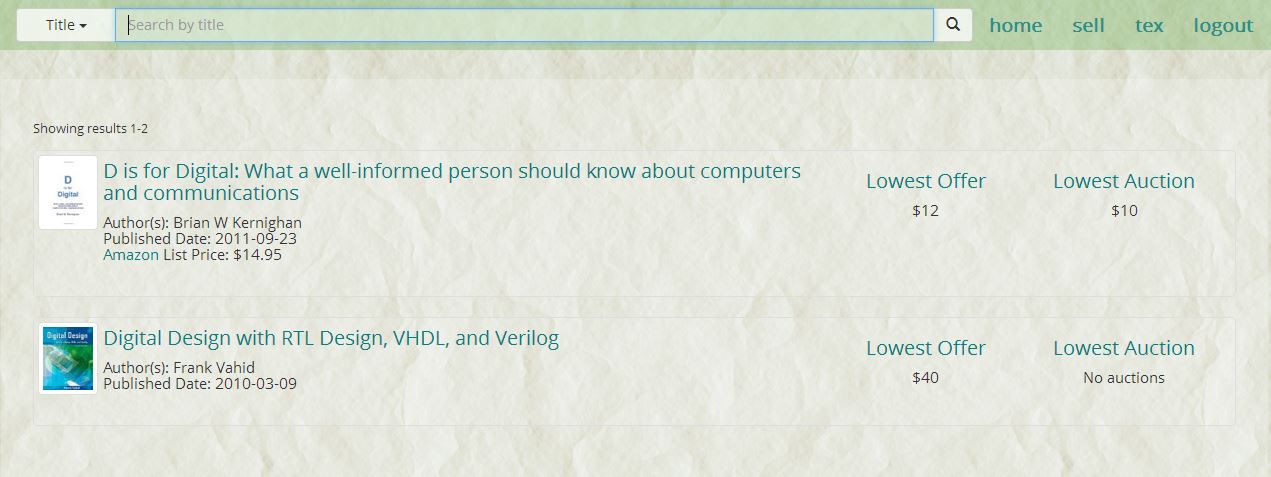 Title
Search by title
home
sell
tex
logout
Showing results 1-2
D is for Digital: What a well-informed person should know about computers
and communications
Author(s): Brian W Kernighan
Published Date: 2011-09-23
Amazon List Price: $14.95
Lowest Offer
$12
Lowest Auction
$10
D
is for
Digital
Digital Design with RTL Design, VHDL, and Verilog
Author(s): Frank Vahid
Published Date: 2010-03-09
Lowest Offer
$40
Lowest Auction
No auctions
Digital Design